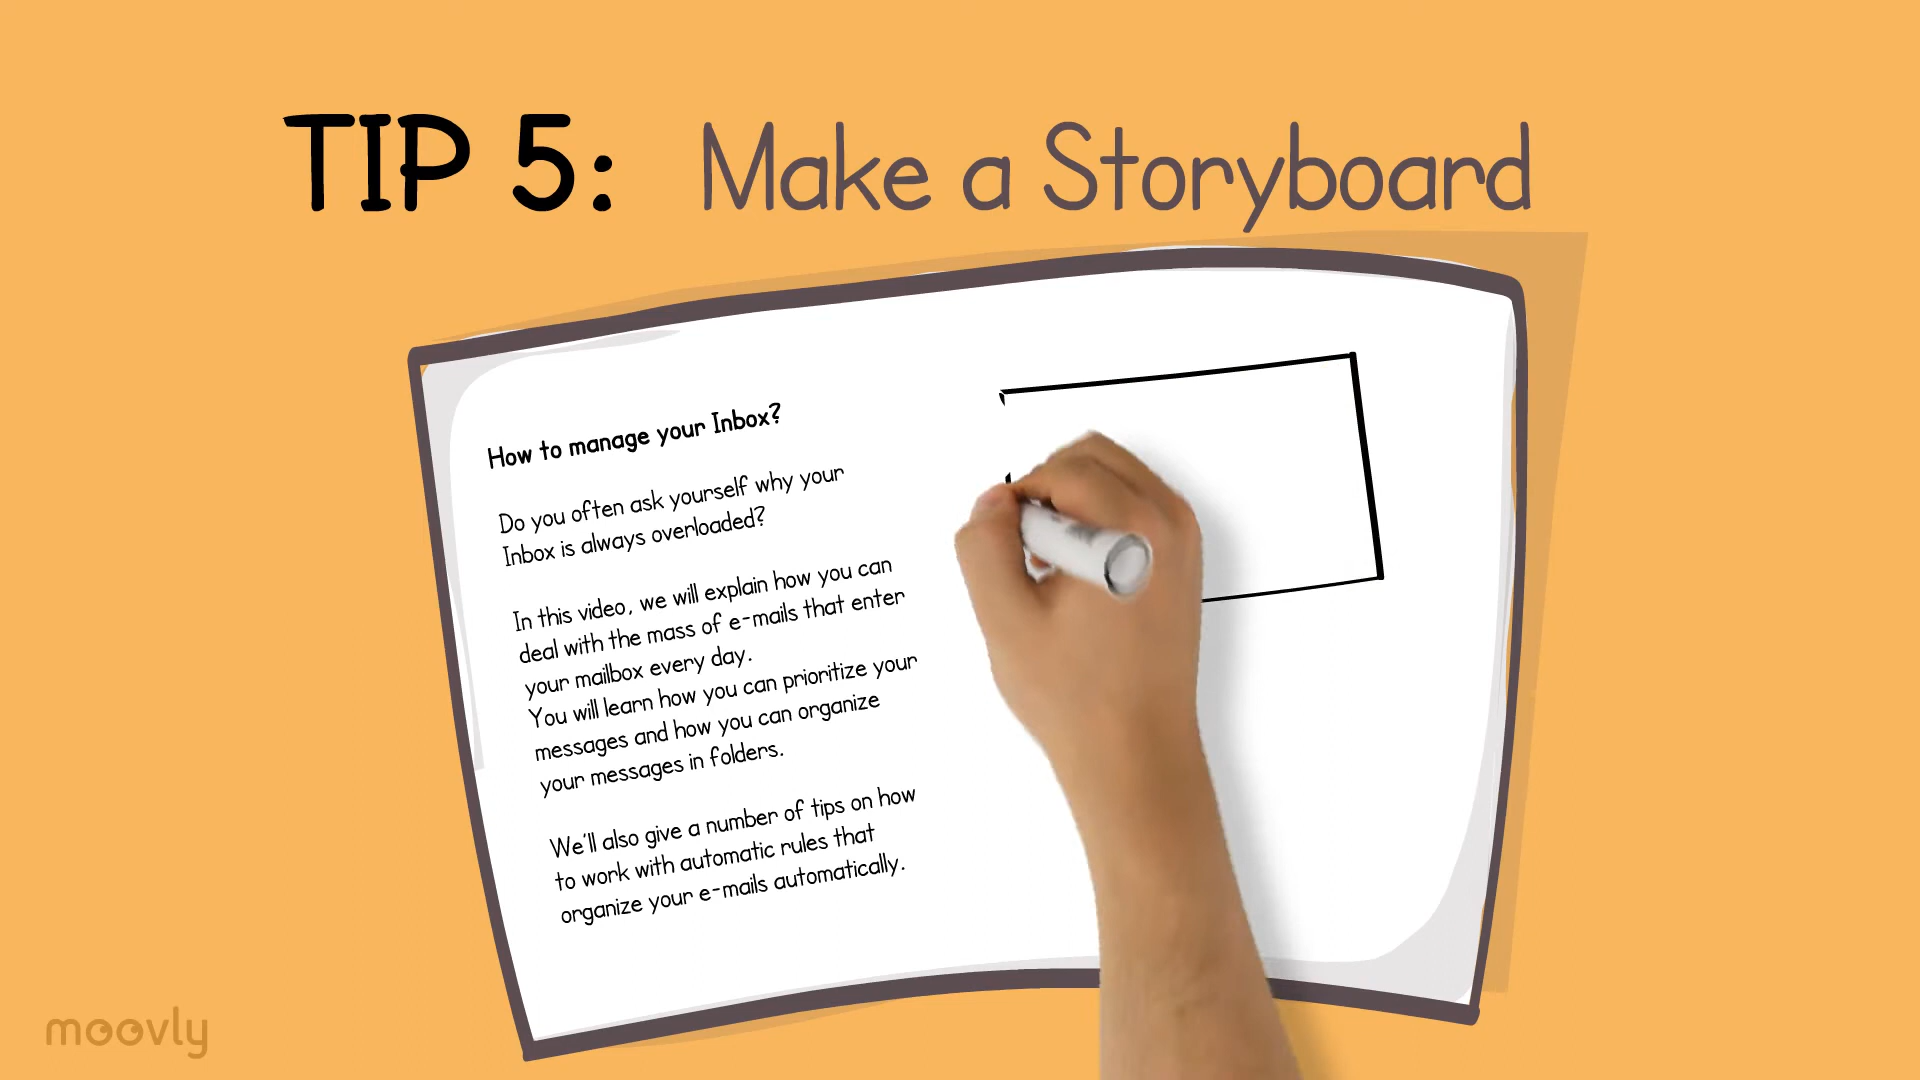 TIP 5: Make a Storyboard
How to manage your Inbox?
Do you often ask yourself why your
Inbox is always overloaded?
In this video, we will explain how you can
deal with the mass of e-mails that enter
your mailbox every day.
You will learn how you can prioritize your
messages and how you can organize
your messages in folders.
We'll also give a number of tips on how
to work with automatic rules that
organize your e-mails automatically.
moovly